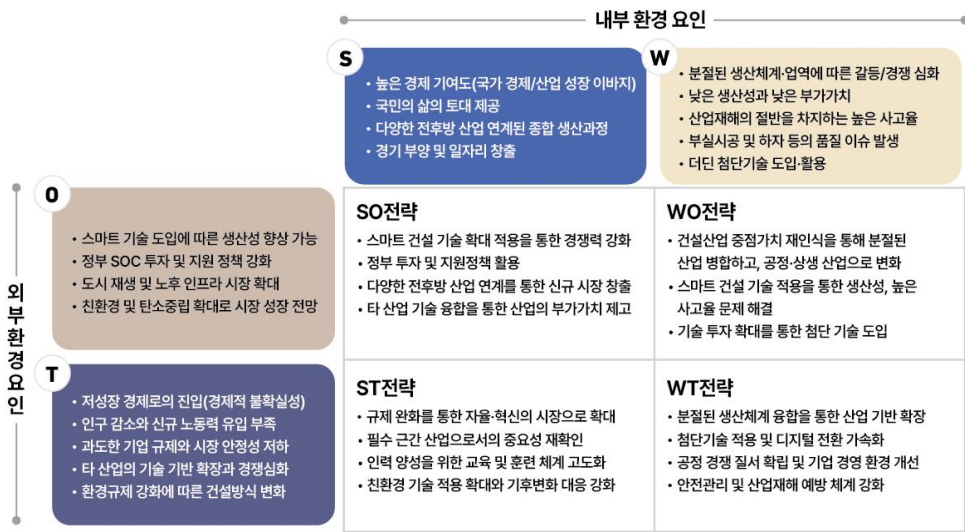 내부 환경 요인
S
• 높은 경제 기여도(국가 경제/산업 성장 이바지)
• 국민의 삶의 토대 제공
• 다양한 전후방 산업 연계된 종합 생산과정
• 경기 부양 및 일자리 창출
W
• 분절된 생산체계·업역에 따른 갈등/경쟁 심화
• 낮은 생산성과 낮은 부가가치
• 산업재해의 절반을 차지하는 높은 사고율
• 부실시공 및 하자 등의 품질 이슈 발생
• 더딘 첨단기술 도입·활용
외부환경요인
O
• 스마트 기술 도입에 따른 생산성 향상 가능
• 정부 SOC 투자 및 지원 정책 강화
• 도시 재생 및 노후 인프라 시장 확대
• 친환경 및 탄소중립 확대로 시장 성장 전망
SO전략
• 스마트 건설 기술 확대 적용을 통한 경쟁력 강화
• 정부 투자 및 지원정책 활용
• 다양한 전후방 산업 연계를 통한 신규 시장 창출
• 타 산업 기술 융합을 통한 산업의 부가가치 제고
WO전략
• 건설산업 중점가치 재인식을 통해 분절된
산업 병합하고, 공정·상생 산업으로 변화
• 스마트 건설 기술 적용을 통한 생산성, 높은
사고율 문제 해결
• 기술 투자 확대를 통한 첨단 기술 도입
T
• 저성장 경제로의 진입(경제적 불확실성)
• 인구 감소와 신규 노동력 유입 부족
• 과도한 기업 규제와 시장 안정성 저하
• 타 산업의 기술 기반 확장과 경쟁심화
• 환경규제 강화에 따른 건설방식 변화
ST전략
• 규제 완화를 통한 자율·혁신의 시장으로 확대
• 필수 근간 산업으로서의 중요성 재확인
• 인력 양성을 위한 교육 및 훈련 체계 고도화
• 친환경 기술 적용 확대와 기후변화 대응 강화
WT전략
• 분절된 생산체계 융합을 통한 산업 기반 확장
• 첨단기술 적용 및 디지털 전환 가속화
• 공정 경쟁 질서 확립 및 기업 경영 환경 개선
• 안전관리 및 산업재해 예방 체계 강화